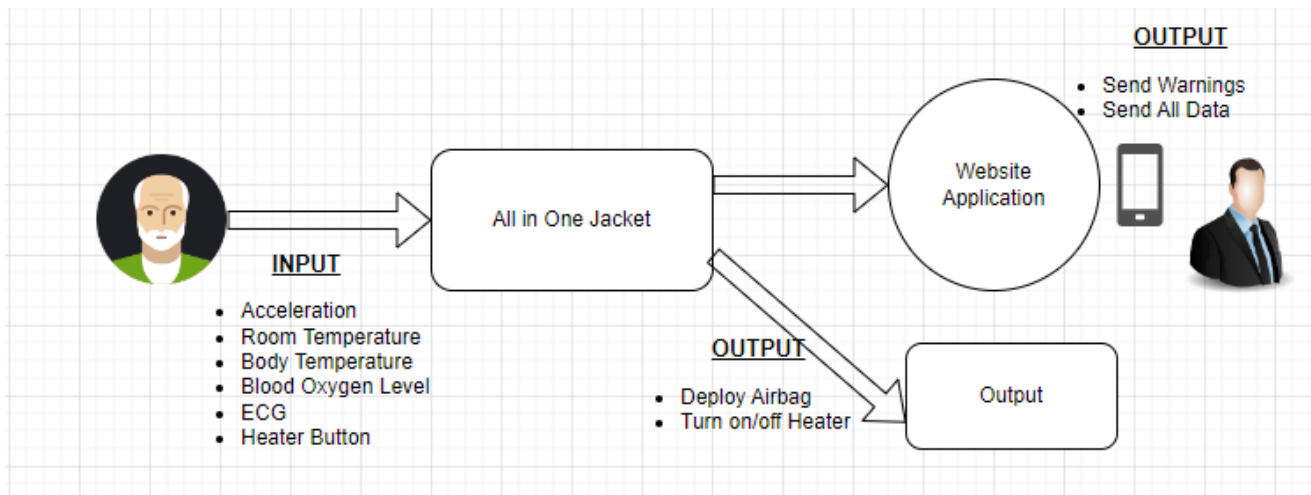 OUTPUT
• Send Warnings
• Send All Data
Website
Application
All in One Jacket
INPUT
• Acceleration
• Room Temperature
• Body Temperature
• Blood Oxygen Level
• ECG
• Heater Button
OUTPUT
• Deploy Airbag
• Turn on/off Heater
Output